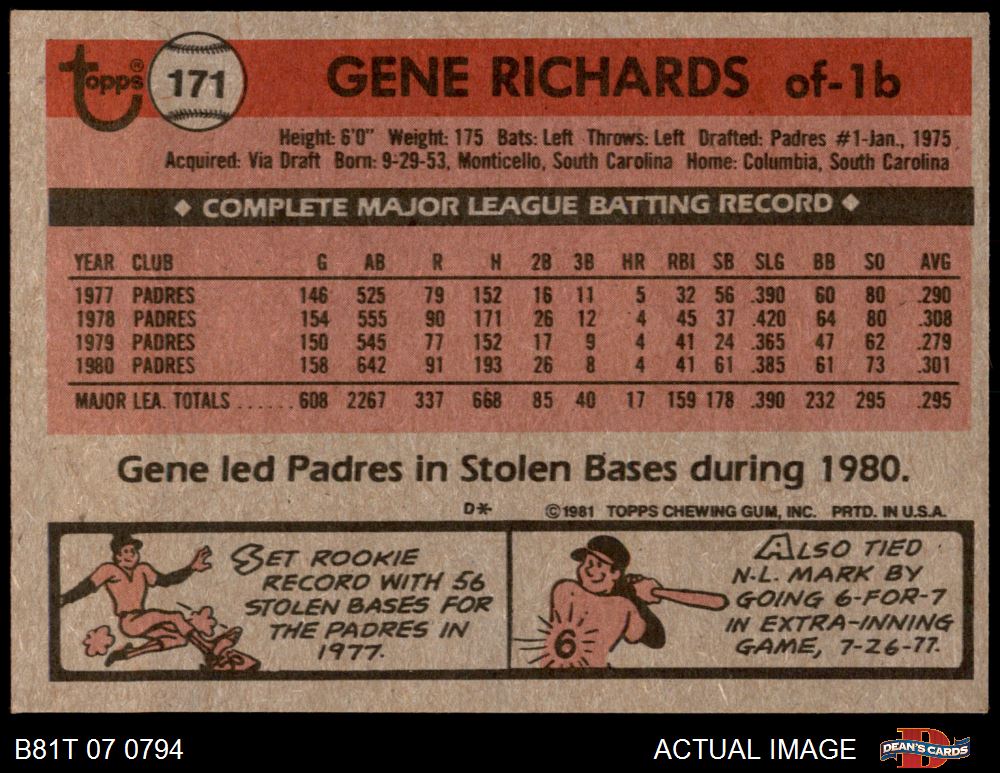 topps® 171 GENE RICHARDS of-1b
Height: 6'0" Weight: 175 Bats: Left Throws: Left Drafted: Padres #1-Jan., 1975
Acquired: Via Draft Born: 9-29-53, Monticello, South Carolina Home: Columbia, South Carolina
◆ COMPLETE MAJOR LEAGUE BATTING RECORD ◆
YEAR CLUB G AB R H 2B 3B HR RBI SB SLG BB SO AVG
1977 PADRES 146 525 79 152 16 11 5 32 56 .390 60 80 .290
1978 PADRES 154 555 90 171 26 12 4 45 37 .420 64 80 .308
1979 PADRES 150 545 77 152 17 9 4 41 24 .365 47 62 .279
1980 PADRES 158 642 91 193 26 8 4 41 61 .385 61 73 .301
MAJOR LEA. TOTALS ...... 608 2267 337 668 85 40 17 159 178 .390 232 295 .295
Gene led Padres in Stolen Bases during 1980.
D* ©1981 TOPPS CHEWING GUM, INC. PRTD. IN U.S.A.
SET ROOKIE
RECORD WITH 56
STOLEN BASES FOR
THE PADRES IN
1977.
6
ALSO TIED
N.L. MARK BY
GOING 6-FOR-7
IN EXTRA-INNING
GAME, 7-26-77.
B81T 07 0794 ACTUAL IMAGE DEAN'S CARDS